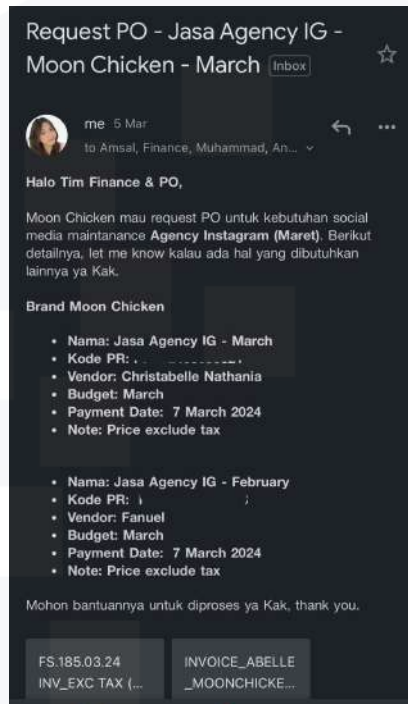 Request PO - Jasa Agency IG -
Moon Chicken - March Inbox
me 5 Mar
to Amsal, Finance, Muhammad, An...
Halo Tim Finance & PO,
Moon Chicken mau request PO untuk kebutuhan social
media maintanance Agency Instagram (Maret). Berikut
detailnya, let me know kalau ada hal yang dibutuhkan
lainnya ya Kak.
Brand Moon Chicken
• Nama: Jasa Agency IG - March
• Kode PR:
• Vendor: Christabelle Nathania
• Budget: March
• Payment Date: 7 March 2024
• Note: Price exclude tax
• Nama: Jasa Agency IG - February
• Kode PR:
• Vendor: Fanuel
• Budget: March
• Payment Date: 7 March 2024
• Note: Price exclude tax
Mohon bantuannya untuk diproses ya Kak, thank you.
FS.185.03.24
INV_EXC TAX (...
INVOICE_ABELLE
_MOONCHICKE...